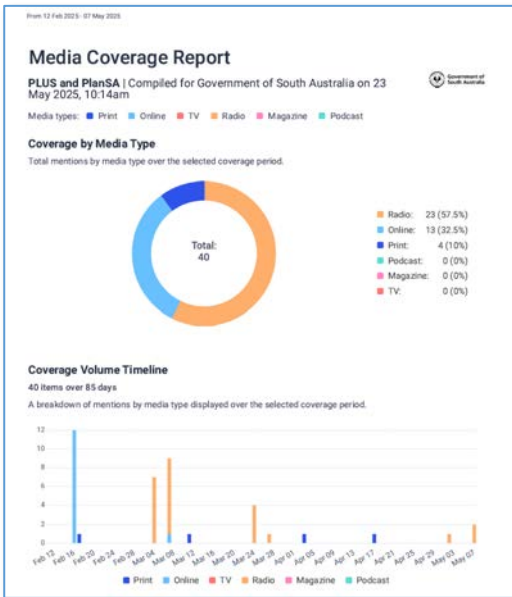 From 12 Feb 2025 - 07 May 2025
Media Coverage Report
PLUS and PlanSA | Compiled for Government of South Australia on 23
May 2025, 10:14am
Government of
South Australia
Media types: Print Online TV Radio Magazine Podcast
Coverage by Media Type
Total mentions by media type over the selected coverage period.
Total:
40
Radio: 23 (57.5%)
Online: 13 (32.5%)
Print: 4 (10%)
Podcast: 0 (0%)
Magazine: 0 (0%)
TV: 0 (0%)
Coverage Volume Timeline
40 items over 85 days
A breakdown of mentions by media type displayed over the selected coverage period.
12
10
8
6
4
2
0
Feb 12 Feb 16 Feb 20 Feb 24 Feb 28 Mar 04 Mar 08 Mar 12 Mar 16 Mar 20 Mar 24 Mar 28 Apr 01 Apr 05 Apr 09 Apr 13 Apr 17 Apr 21 Apr 25 Apr 29 May 03 May 07
Print Online TV Radio Magazine Podcast